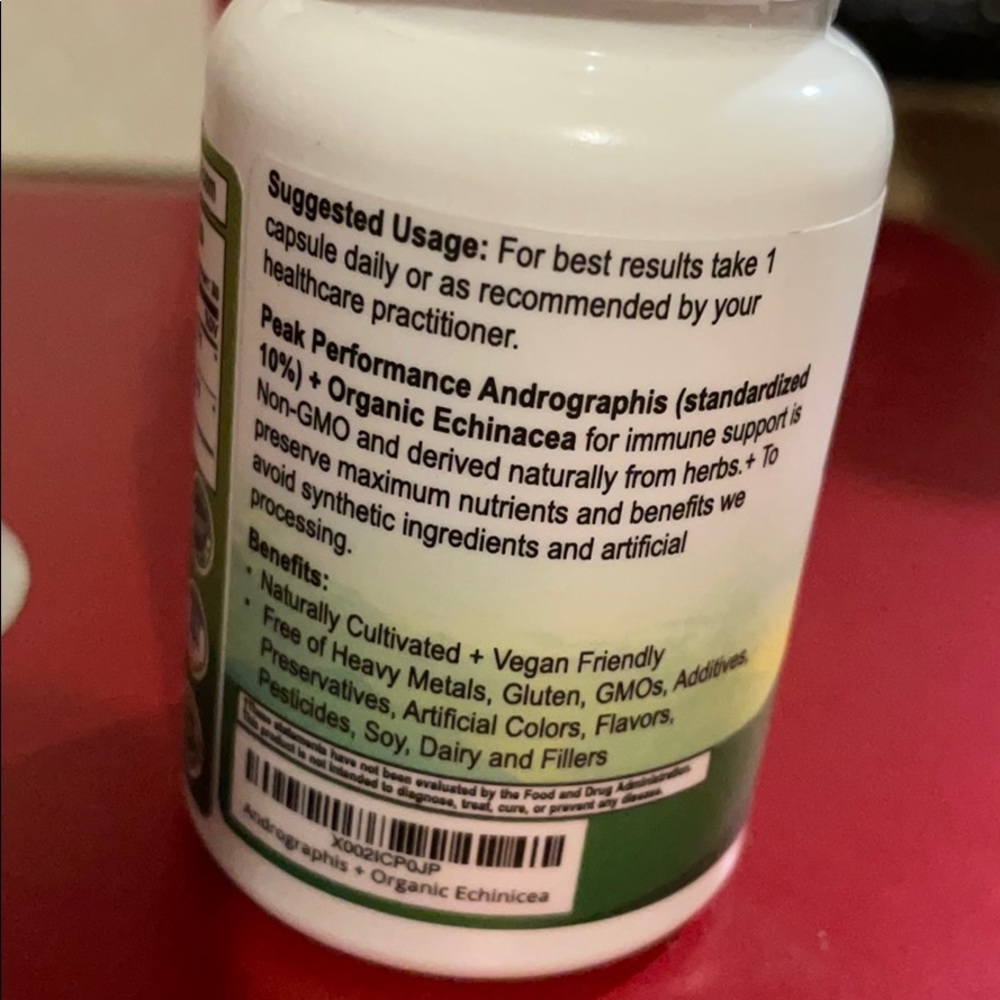 Suggested Usage: For best results take 1
capsule daily or as recommended by your
healthcare practitioner.
Peak Performance Andrographis (standardized
10%) + Organic Echinacea for immune support is
Non-GMO and derived naturally from herbs.+ To
preserve maximum nutrients and benefits we
avoid synthetic ingredients and artificial
processing.
Benefits:
• Naturally Cultivated + Vegan Friendly
• Free of Heavy Metals, Gluten, GMOs, Additives,
Preservatives, Artificial Colors, Flavors,
Pesticides, Soy, Dairy and Fillers
These statements have not been evaluated by the Food and Drug Administration.
This product is not intended to diagnose, treat, cure, or prevent any disease.
X002ICP0JP
Andrographis + Organic Echinicea